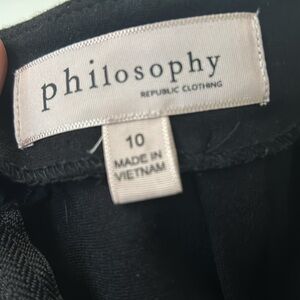 philosophy
REPUBLIC CLOTHING
10
MADE IN
VIETNAM